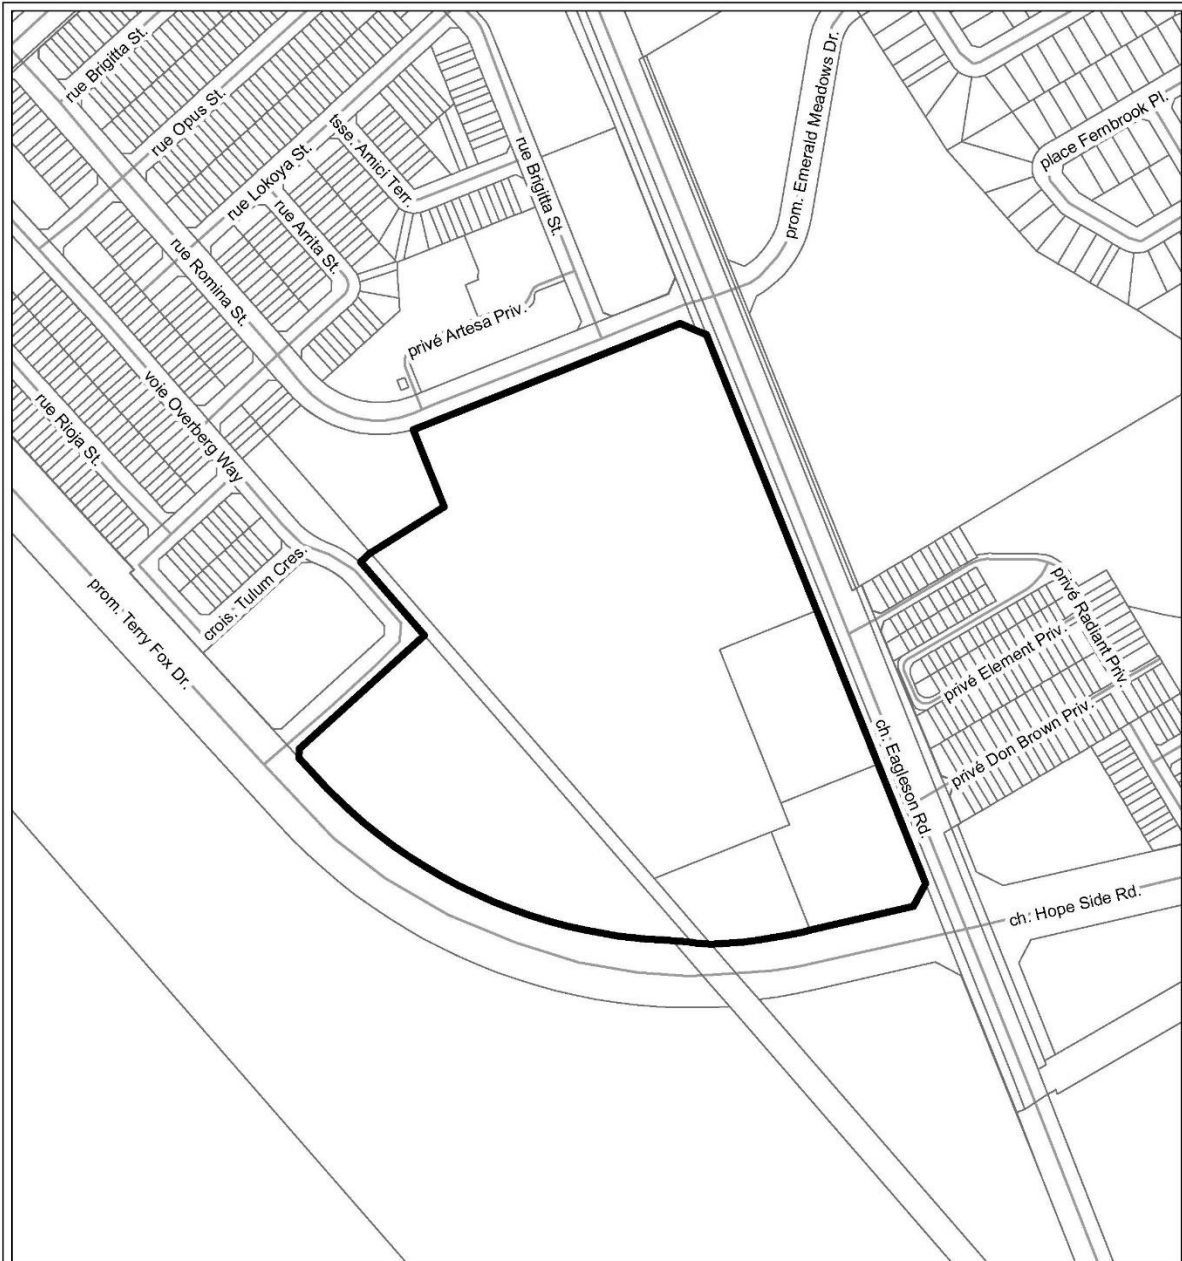 rue Brigitta St.
rue Opus St.
rue Lokoya St.
tsse. Amici Terr.
rue Arrita St.
rue Brigitta St.
prom. Emerald Meadows Dr.
place Fernbrook Pl.
rue Romina St.
privé Artesa Priv.
voie Overberg Way
rue Rioja St.
crois. Tulum Cres.
prom. Terry Fox Dr.
privé Radiant Priv.
privé Element Priv.
privé Don Brown Priv.
ch. Eagleson Rd.
ch. Hope Side Rd.